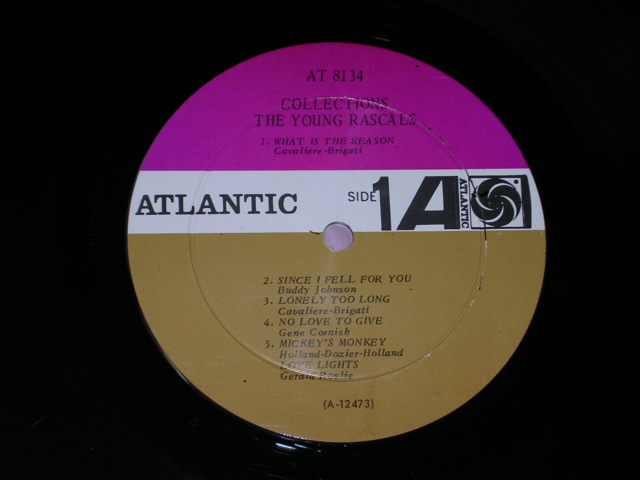 AT 8134
COLLECTIONS
THE YOUNG RASCALS
1. WHAT IS THE REASON
Cavaliere-Brigati
ATLANTIC
SIDE 1 A
ATLANTIC
2. SINCE I FELL FOR YOU
Buddy Johnson
3. LONELY TOO LONG
Cavaliere-Brigati
4. NO LOVE TO GIVE
Gene Cornish
5. MICKEY'S MONKEY
Holland-Dozier-Holland
LOVE LIGHTS
Gerald Roslie
(A-12473)